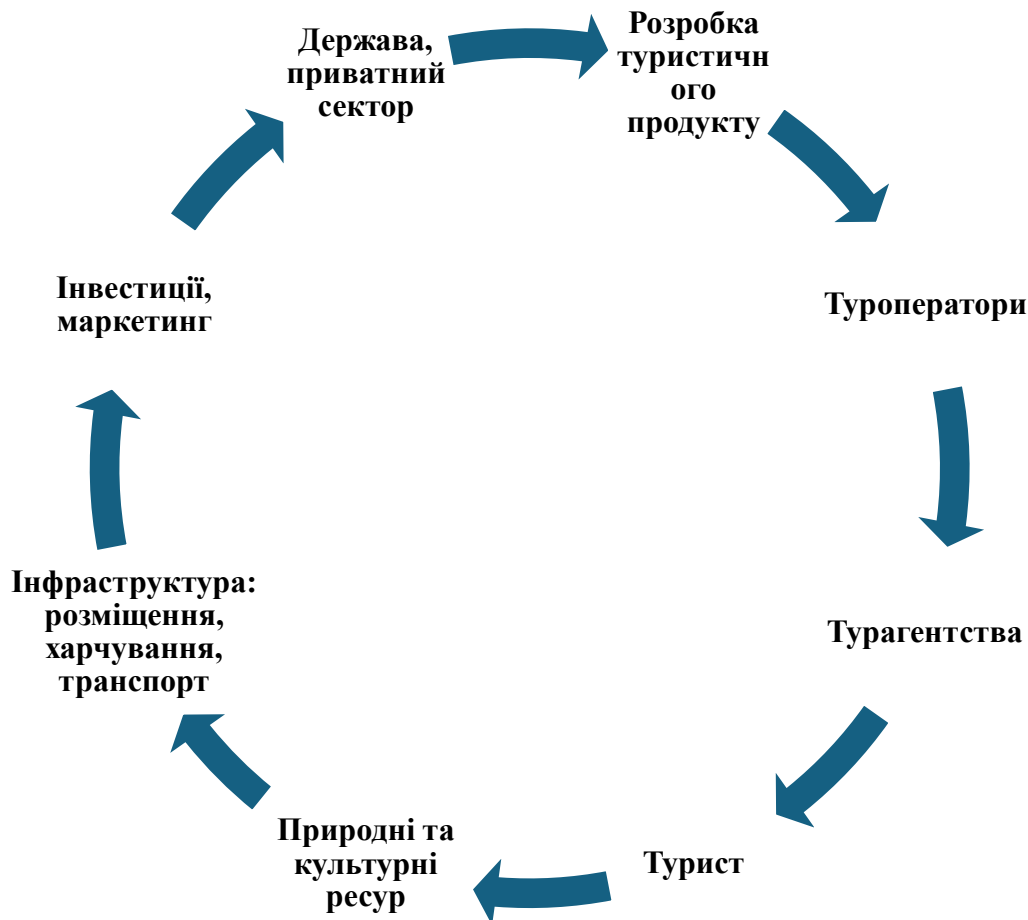 Держава,
приватний
сектор
Розробка
туристичн
ого
продукту
Туроператори
Турагентства
Турист
Природні та
культурні
ресур
Інфраструктура:
розміщення,
харчування,
транспорт
Інвестиції,
маркетинг